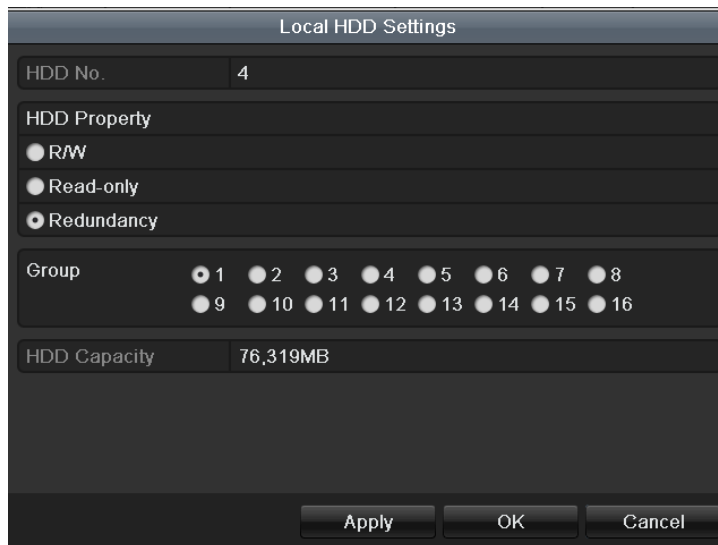 Local HDD Settings
HDD No. 4
HDD Property
R/W
Read-only
Redundancy
Group 1 2 3 4 5 6 7 8
9 10 11 12 13 14 15 16
HDD Capacity 76,319MB
Apply OK Cancel